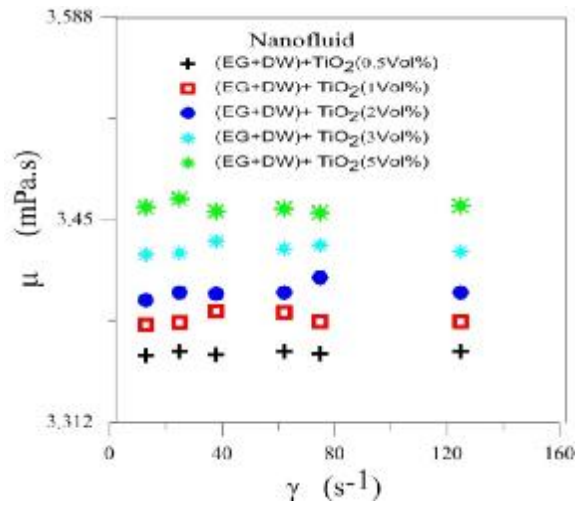 3,588
Nanofluid
(EG+DW)+TiO2(0.5Vol%)
(EG+DW)+ TiO2(1Vol%)
(EG+DW)+ TiO2(2Vol%)
(EG+DW)+ TiO2(3Vol%)
(EG+DW)+ TiO2(5Vol%)
3,45
μ (mPa.s)
3,312
0 40 80 120 160
γ (s-1)